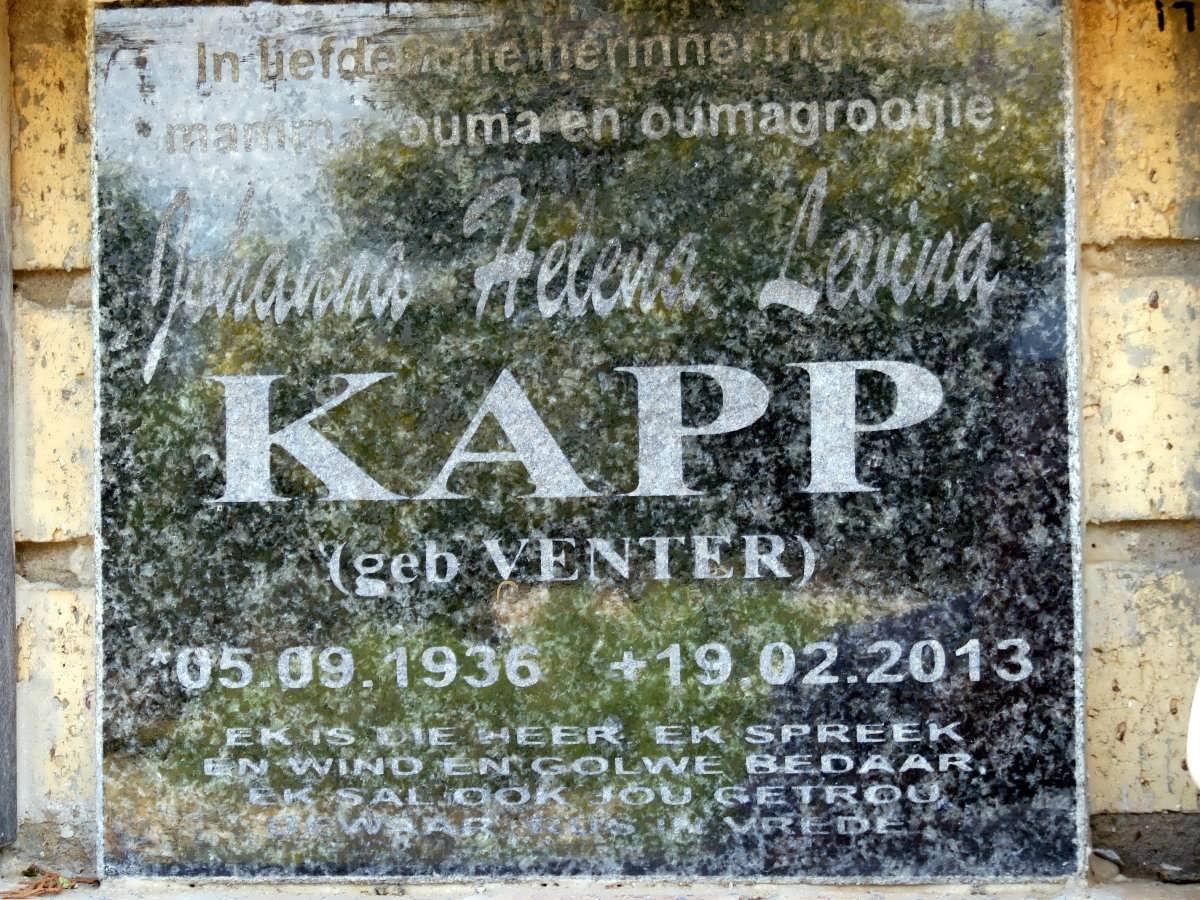 17
In liefdevolle herinnering aan
mamma, ouma en oumagrootjie
Johanna Helena Levina
KAPP
(geb VENTER)
*05.09.1936 +19.02.2013
EK IS DIE HEER, EK SPREEK
EN WIND EN GOLWE BEDAAR.
EK SAL OOK JOU GETROU
BEWAAR. RUS IN VREDE.